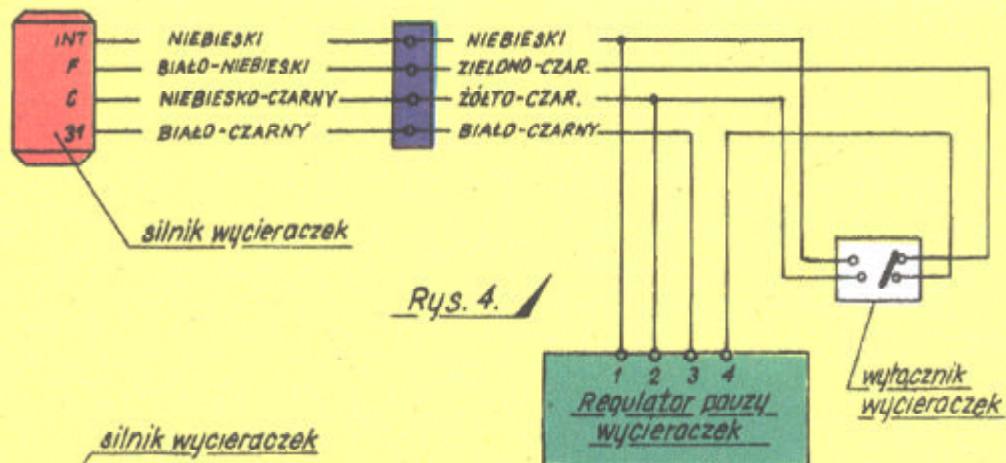 INT NIEBIESKI NIEBIESKI
F BIAŁO-NIEBIESKI ZIELONO-CZAR.
C NIEBIESKO-CZARNY ŻÓŁTO-CZAR.
31 BIAŁO-CZARNY BIAŁO-CZARNY
silnik wycieraczek
Rys. 4.
1 2 3 4
Regulator pauzy
wycieraczek
wyłącznik
wycieraczek
silnik wycieraczek